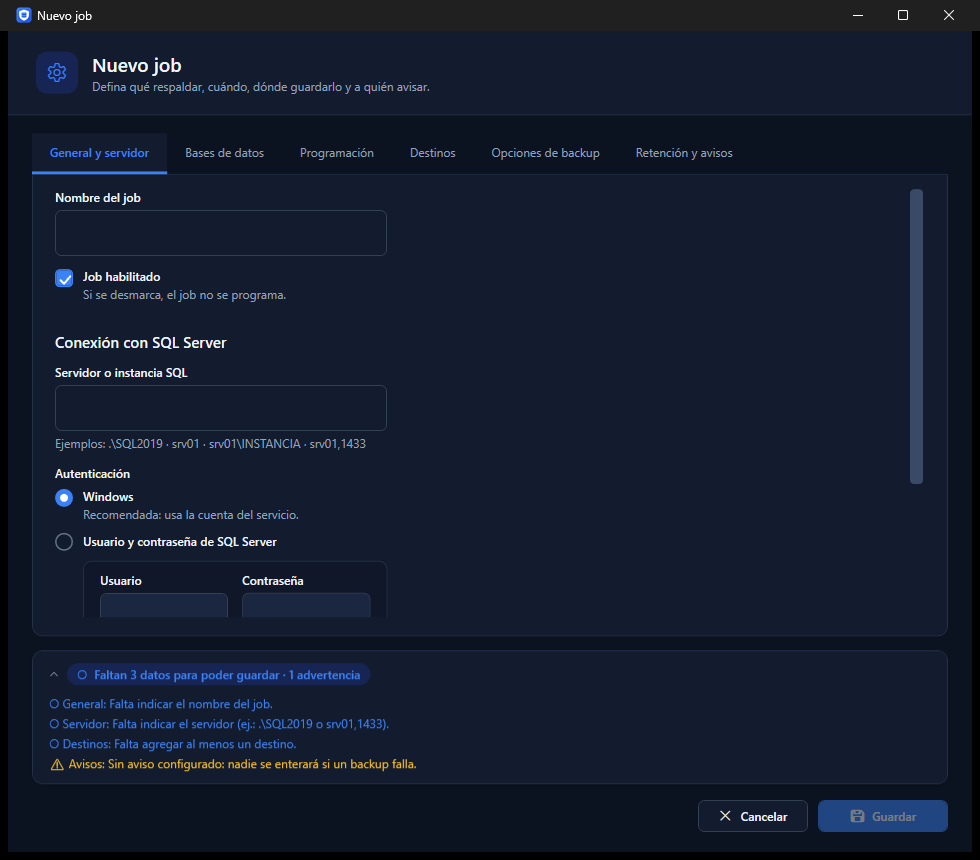 Nuevo job
Nuevo job
Defina qué respaldar, cuándo, dónde guardarlo y a quién avisar.
General y servidor
Bases de datos
Programación
Destinos
Opciones de backup
Retención y avisos
Nombre del job
Job habilitado
Si se desmarca, el job no se programa.
Conexión con SQL Server
Servidor o instancia SQL
Ejemplos: .\SQL2019 · srv01 · srv01\INSTANCIA · srv01,1433
Autenticación
Windows
Recomendada: usa la cuenta del servicio.
Usuario y contraseña de SQL Server
Usuario
Contraseña
Faltan 3 datos para poder guardar · 1 advertencia
General: Falta indicar el nombre del job.
Servidor: Falta indicar el servidor (ej.: .\SQL2019 o srv01,1433).
Destinos: Falta agregar al menos un destino.
Avisos: Sin aviso configurado: nadie se enterará si un backup falla.
Cancelar
Guardar